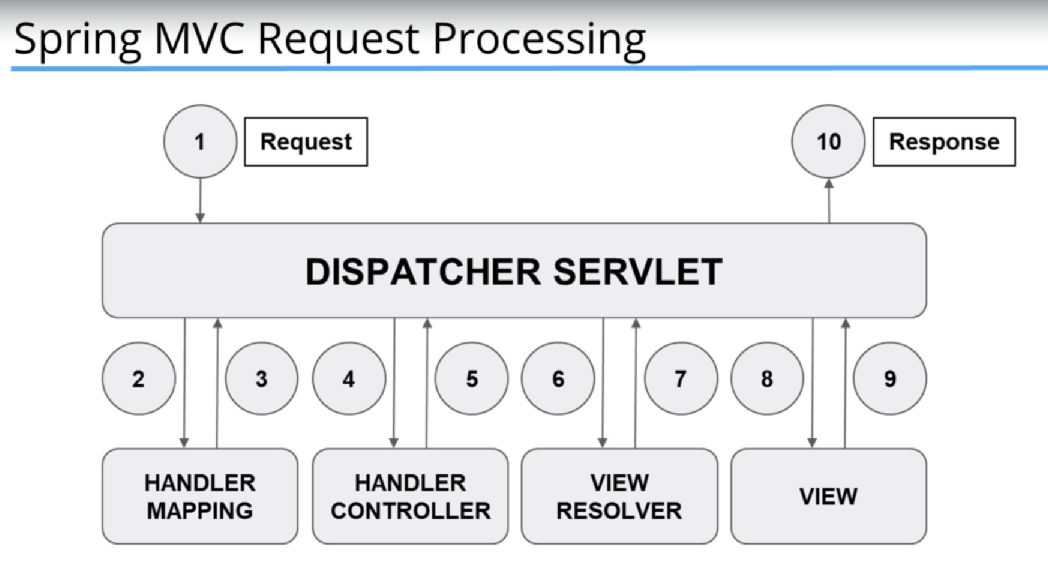 Spring MVC Request Processing
1 Request
10 Response
DISPATCHER SERVLET
2 3 4 5 6 7 8 9
HANDLER
MAPPING
HANDLER
CONTROLLER
VIEW
RESOLVER
VIEW